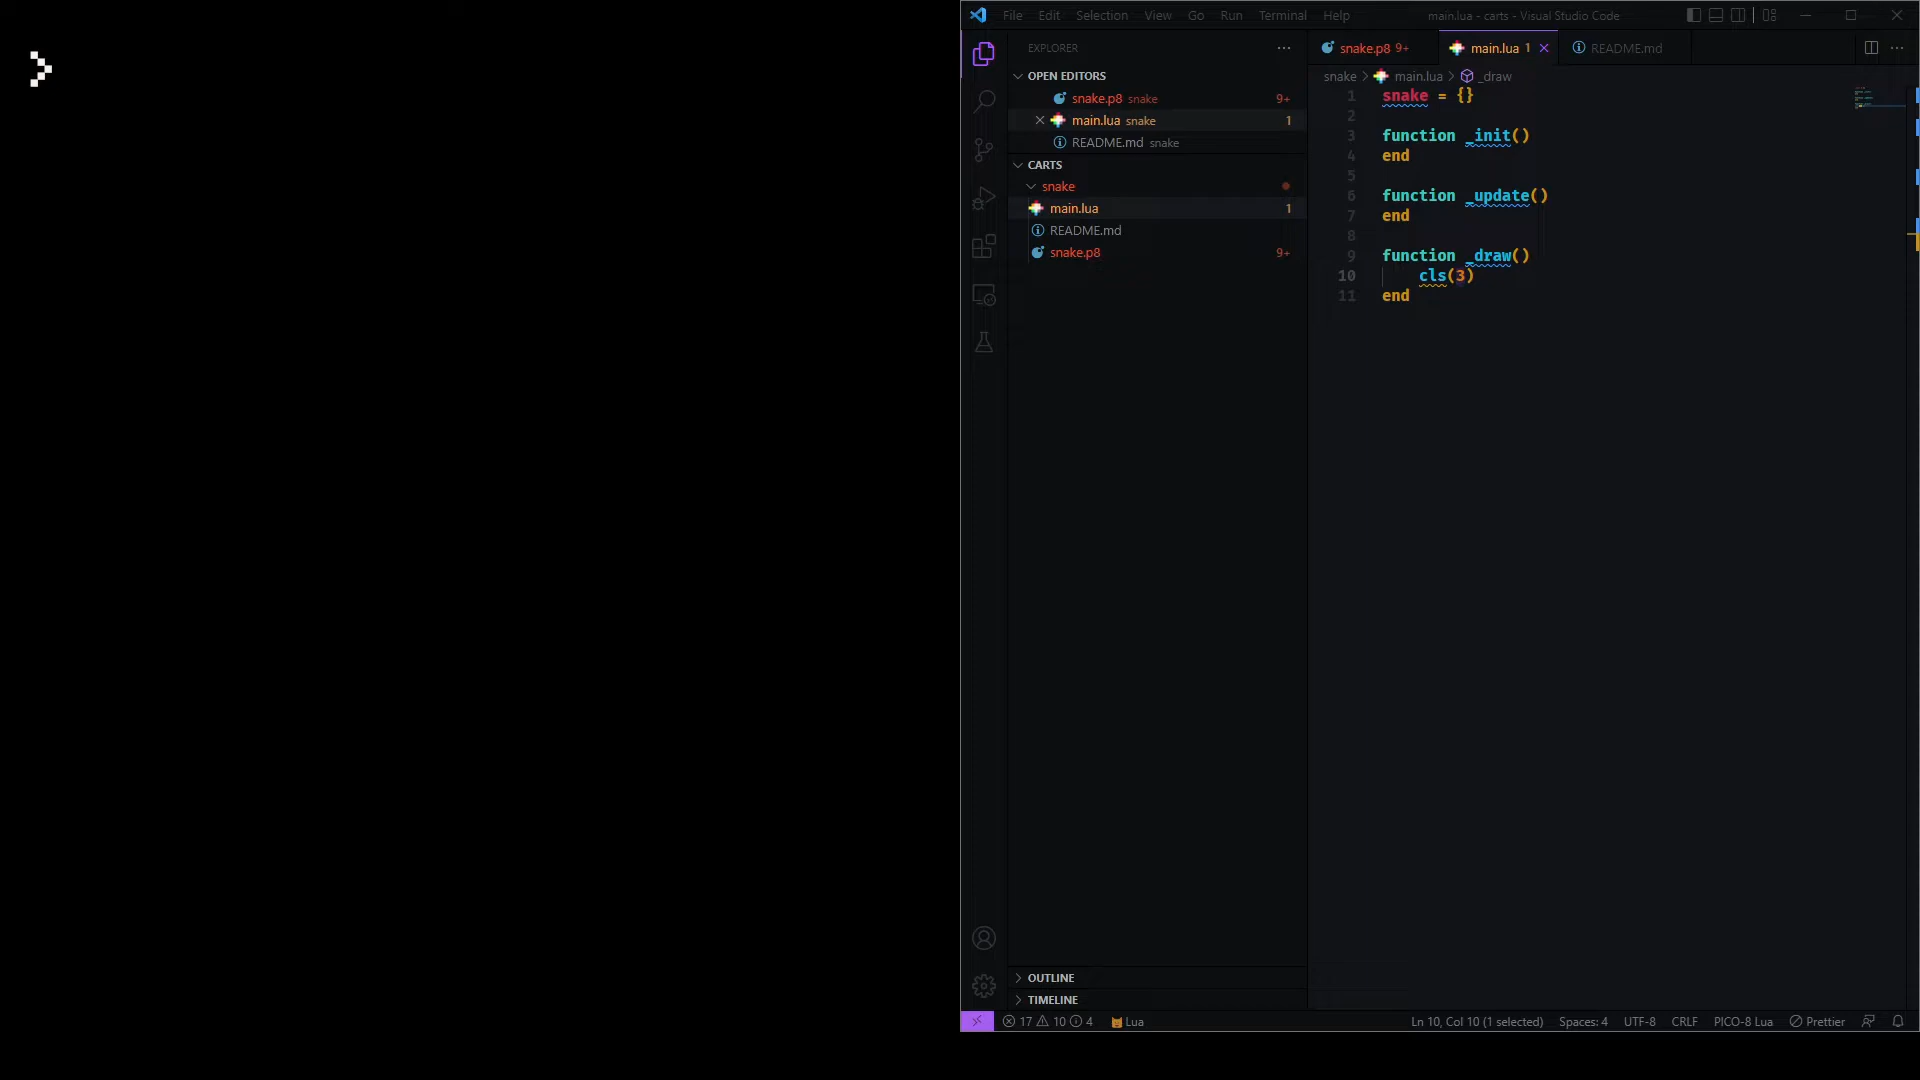 >
File Edit Selection View Go Run Terminal Help
main.lua - carts - Visual Studio Code
EXPLORER
OPEN EDITORS
snake.p8 snake 9+
main.lua snake 1
README.md snake
CARTS
snake
main.lua 1
README.md
snake.p8 9+
OUTLINE
TIMELINE
snake.p8 9+ main.lua 1 README.md
snake > main.lua > _draw
1 snake = {}
2
3 function _init()
4 end
5
6 function _update()
7 end
8
9 function _draw()
10 cls(3)
11 end
17 10 4 Lua
Ln 10, Col 10 (1 selected) Spaces: 4 UTF-8 CRLF PICO-8 Lua Prettier